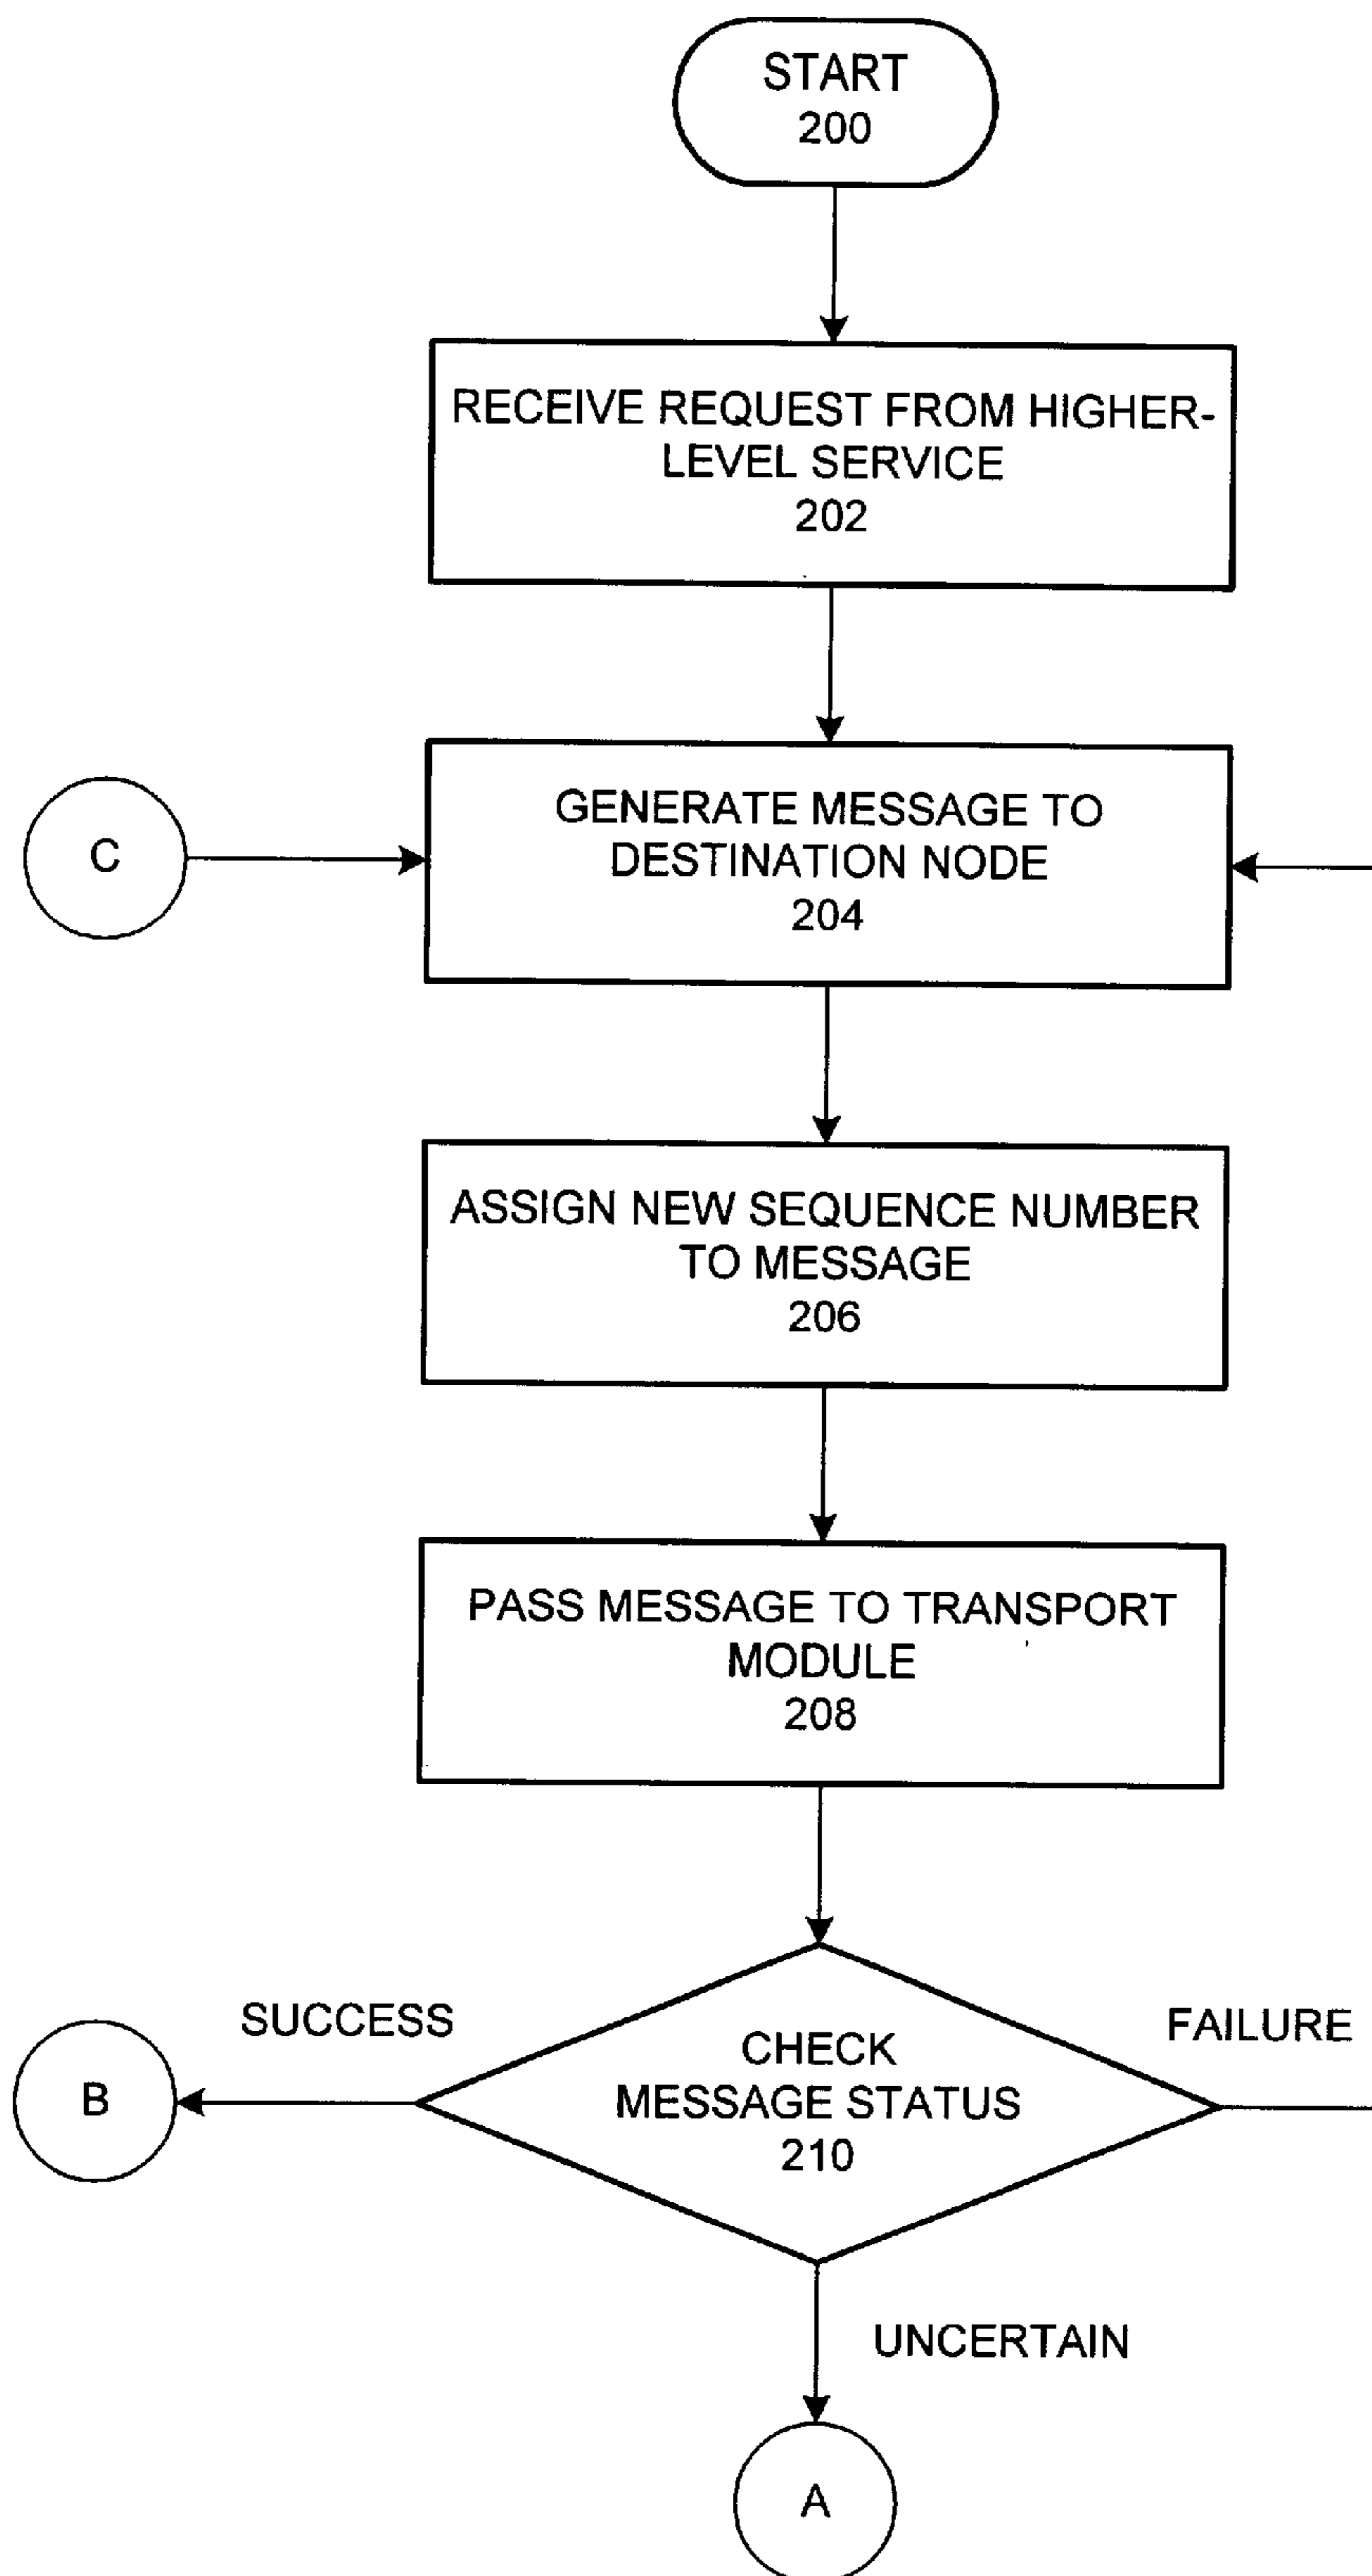 START
200
RECEIVE REQUEST FROM HIGHER-
LEVEL SERVICE
202
C
GENERATE MESSAGE TO
DESTINATION NODE
204
ASSIGN NEW SEQUENCE NUMBER
TO MESSAGE
206
PASS MESSAGE TO TRANSPORT
MODULE
208
SUCCESS
FAILURE
B
CHECK
MESSAGE STATUS
210
UNCERTAIN
A